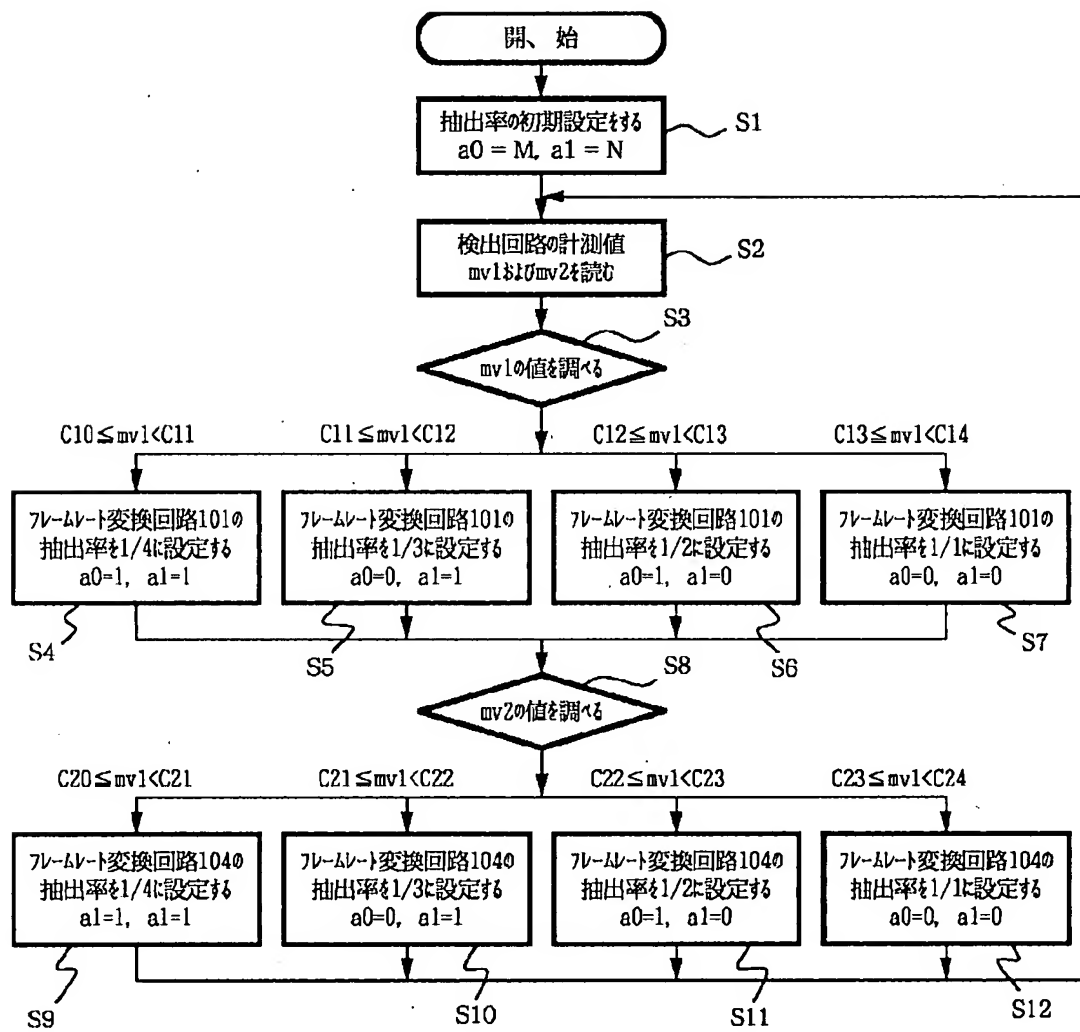 開、始
抽出率の初期設定をする
a0 = M, a1 = N
S1
検出回路の計測値
mv1およびmv2を読む
S2
S3
mv1の値を調べる
C10≦mv1<C11
C11≦mv1<C12
C12≦mv1<C13
C13≦mv1<C14
フレームレート変換回路101の
抽出率を1/4に設定する
a0=1, a1=1
フレームレート変換回路101の
抽出率を1/3に設定する
a0=0, a1=1
フレームレート変換回路101の
抽出率を1/2に設定する
a0=1, a1=0
フレームレート変換回路101の
抽出率を1/1に設定する
a0=0, a1=0
S4
S5
S6
S7
S8
mv2の値を調べる
C20≦mv1<C21
C21≦mv1<C22
C22≦mv1<C23
C23≦mv1<C24
フレームレート変換回路104の
抽出率を1/4に設定する
a1=1, a1=1
フレームレート変換回路104の
抽出率を1/3に設定する
a0=0, a1=1
フレームレート変換回路104の
抽出率を1/2に設定する
a0=1, a1=0
フレームレート変換回路104の
抽出率を1/1に設定する
a0=0, a1=0
S9
S10
S11
S12